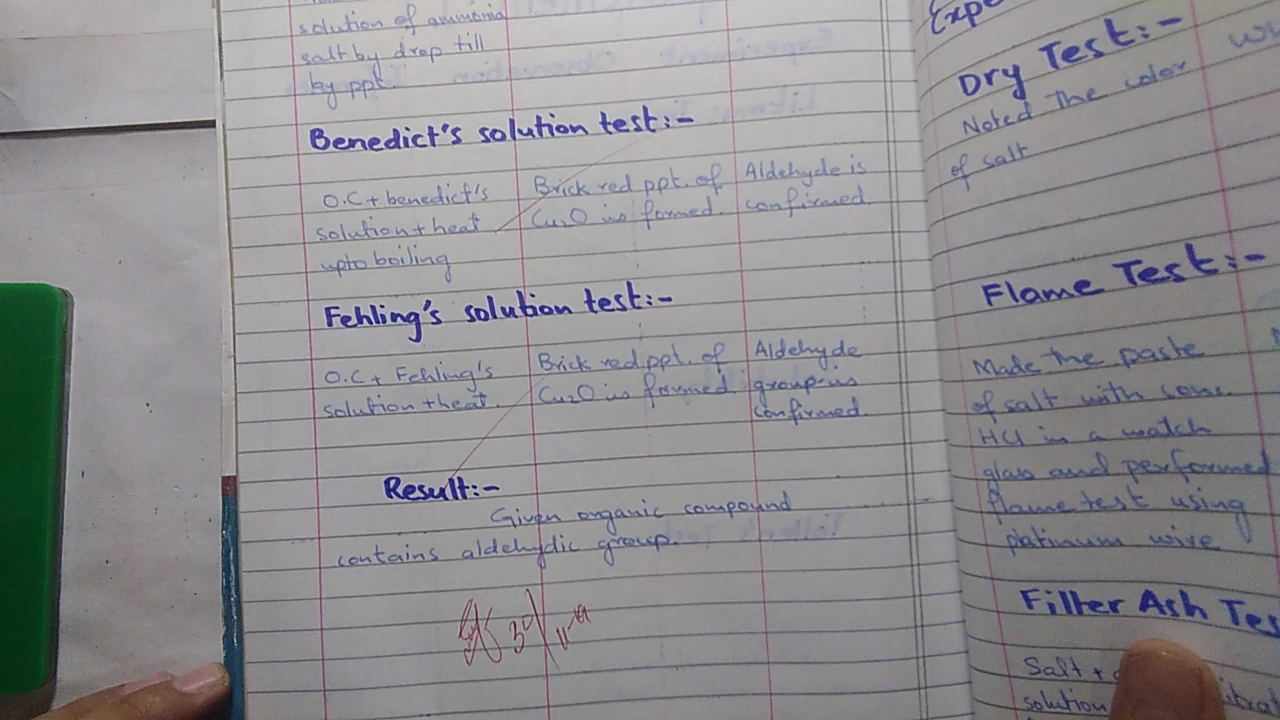 solution of ammonia
salt by drop till
by ppt.
Benedict's solution test:-
O.C + benedict's
solution + heat
upto boiling
Brick red ppt. of
Cu₂O is formed.
Aldehyde is
confirmed
Fehling's solution test:-
O.C + Fehling's
solution + heat.
Brick red ppt. of
Cu₂O is formed
Aldehyde
group is
confirmed.
Result:-
Given organic compound
contains aldehydic group.
Dry Test:-
Noted the color
of salt
Flame Test:-
Made the paste
of salt with conc.
HCl in a watch
glass and performed
flame test using
platinum wire
Filter Ash Tes
Salt +
solution